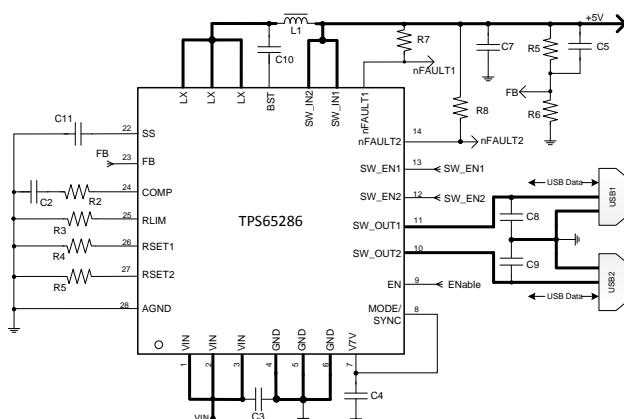 +5V
L1
C10
R7
nFAULT1
C7
R5
C5
FB
R6
R8
LX
LX
LX
BST
SW_IN2
SW_IN1
nFAULT1
nFAULT2
14
nFAULT2
C11
22
SS
FB
23
FB
C2
R2
24
COMP
R3
25
RLIM
R4
26
RSET1
R5
27
RSET2
28
AGND
TPS65286
SW_EN1
13
SW_EN1
SW_EN2
12
SW_EN2
SW_OUT1
11
SW_OUT2
10
EN
9
ENable
MODE/
SYNC
8
USB Data
USB1
C8
C9
USB2
USB Data
VIN
VIN
VIN
GND
GND
GND
V7V
1
2
3
4
5
6
7
C3
C4
VIN